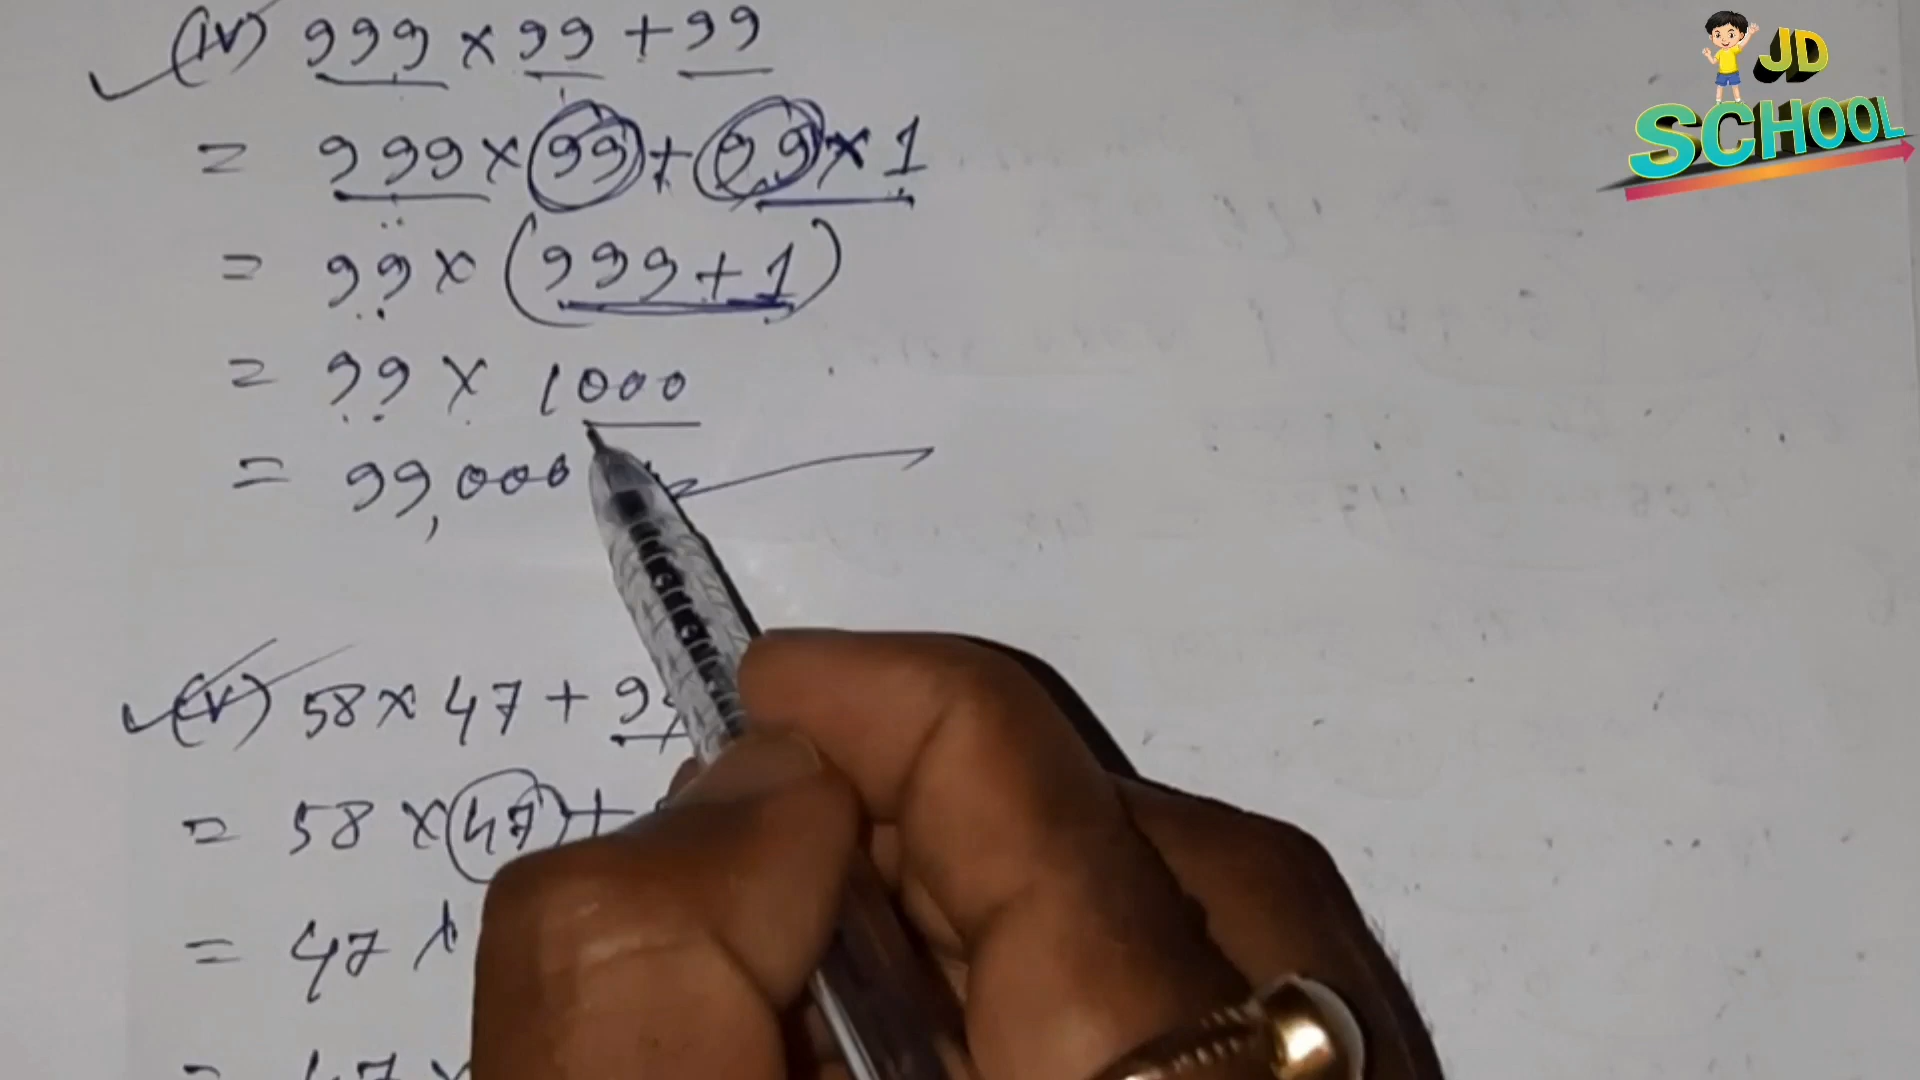 (iv) 999 × 99 + 99
= 999 × 99 + 99 × 1
= 99 × (999 + 1)
= 99 × 1000
= 99,000
(v) 58 × 47 +
= 58 × 47 +
= 47 ×
= 47 ×
JD
SCHOOL